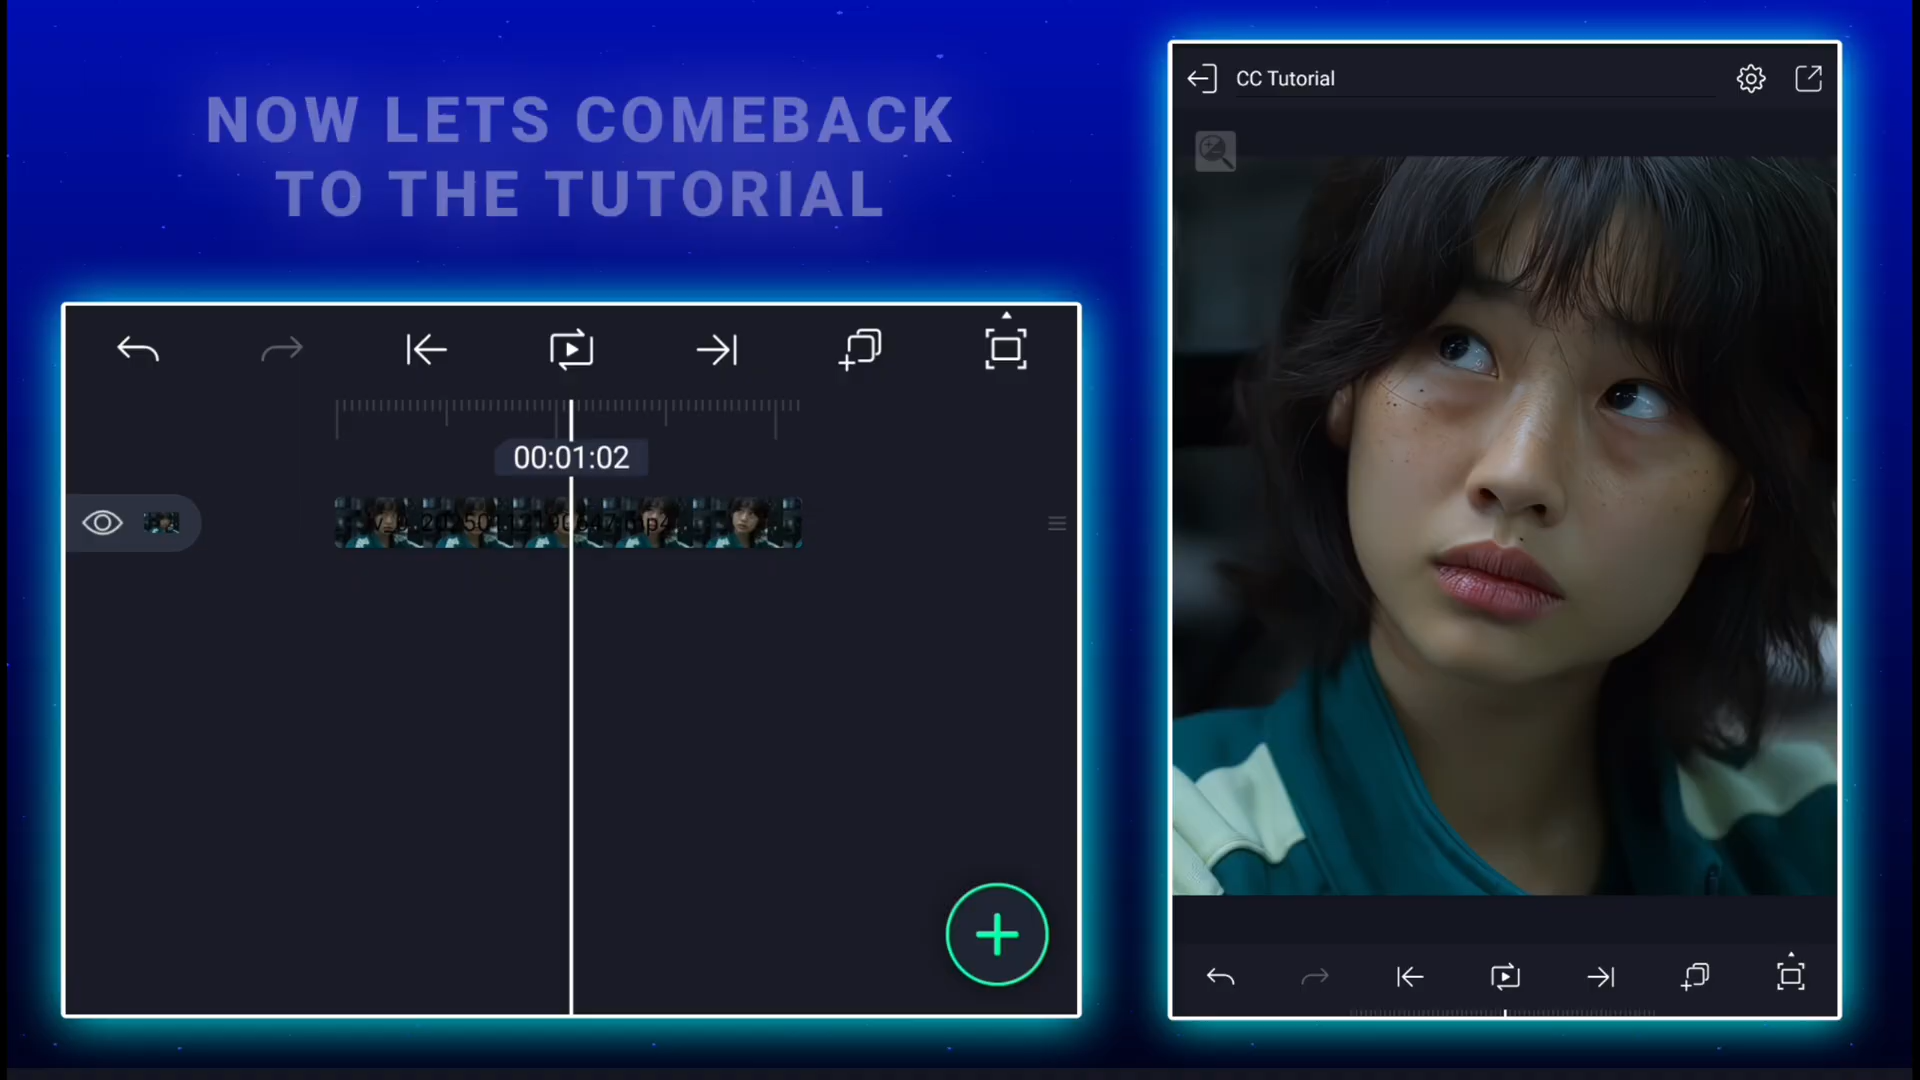 NOW LETS COMEBACK
TO THE TUTORIAL
CC Tutorial
00:01:02